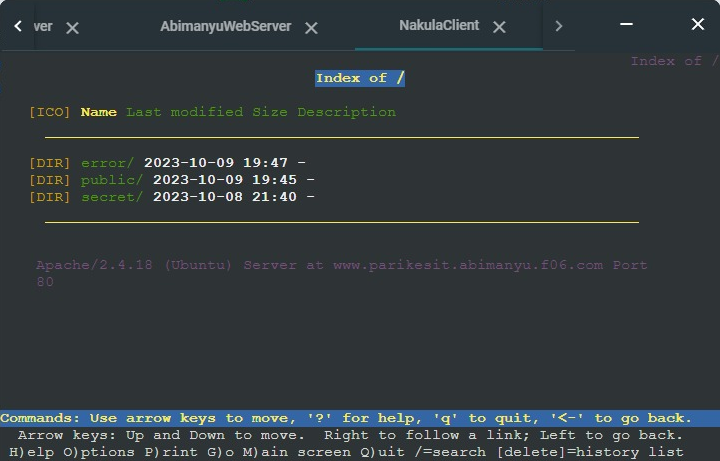 ver
AbimanyuWebServer
NakulaClient
Index of /
Index of /
[ICO] Name Last modified Size Description
[DIR] error/ 2023-10-09 19:47 -
[DIR] public/ 2023-10-09 19:45 -
[DIR] secret/ 2023-10-08 21:40 -
Apache/2.4.18 (Ubuntu) Server at www.parikesit.abimanyu.f06.com Port
80
Commands: Use arrow keys to move, '?' for help, 'q' to quit, '<-' to go back.
Arrow keys: Up and Down to move. Right to follow a link; Left to go back.
H)elp O)ptions P)rint G)o M)ain screen Q)uit /=search [delete]=history list